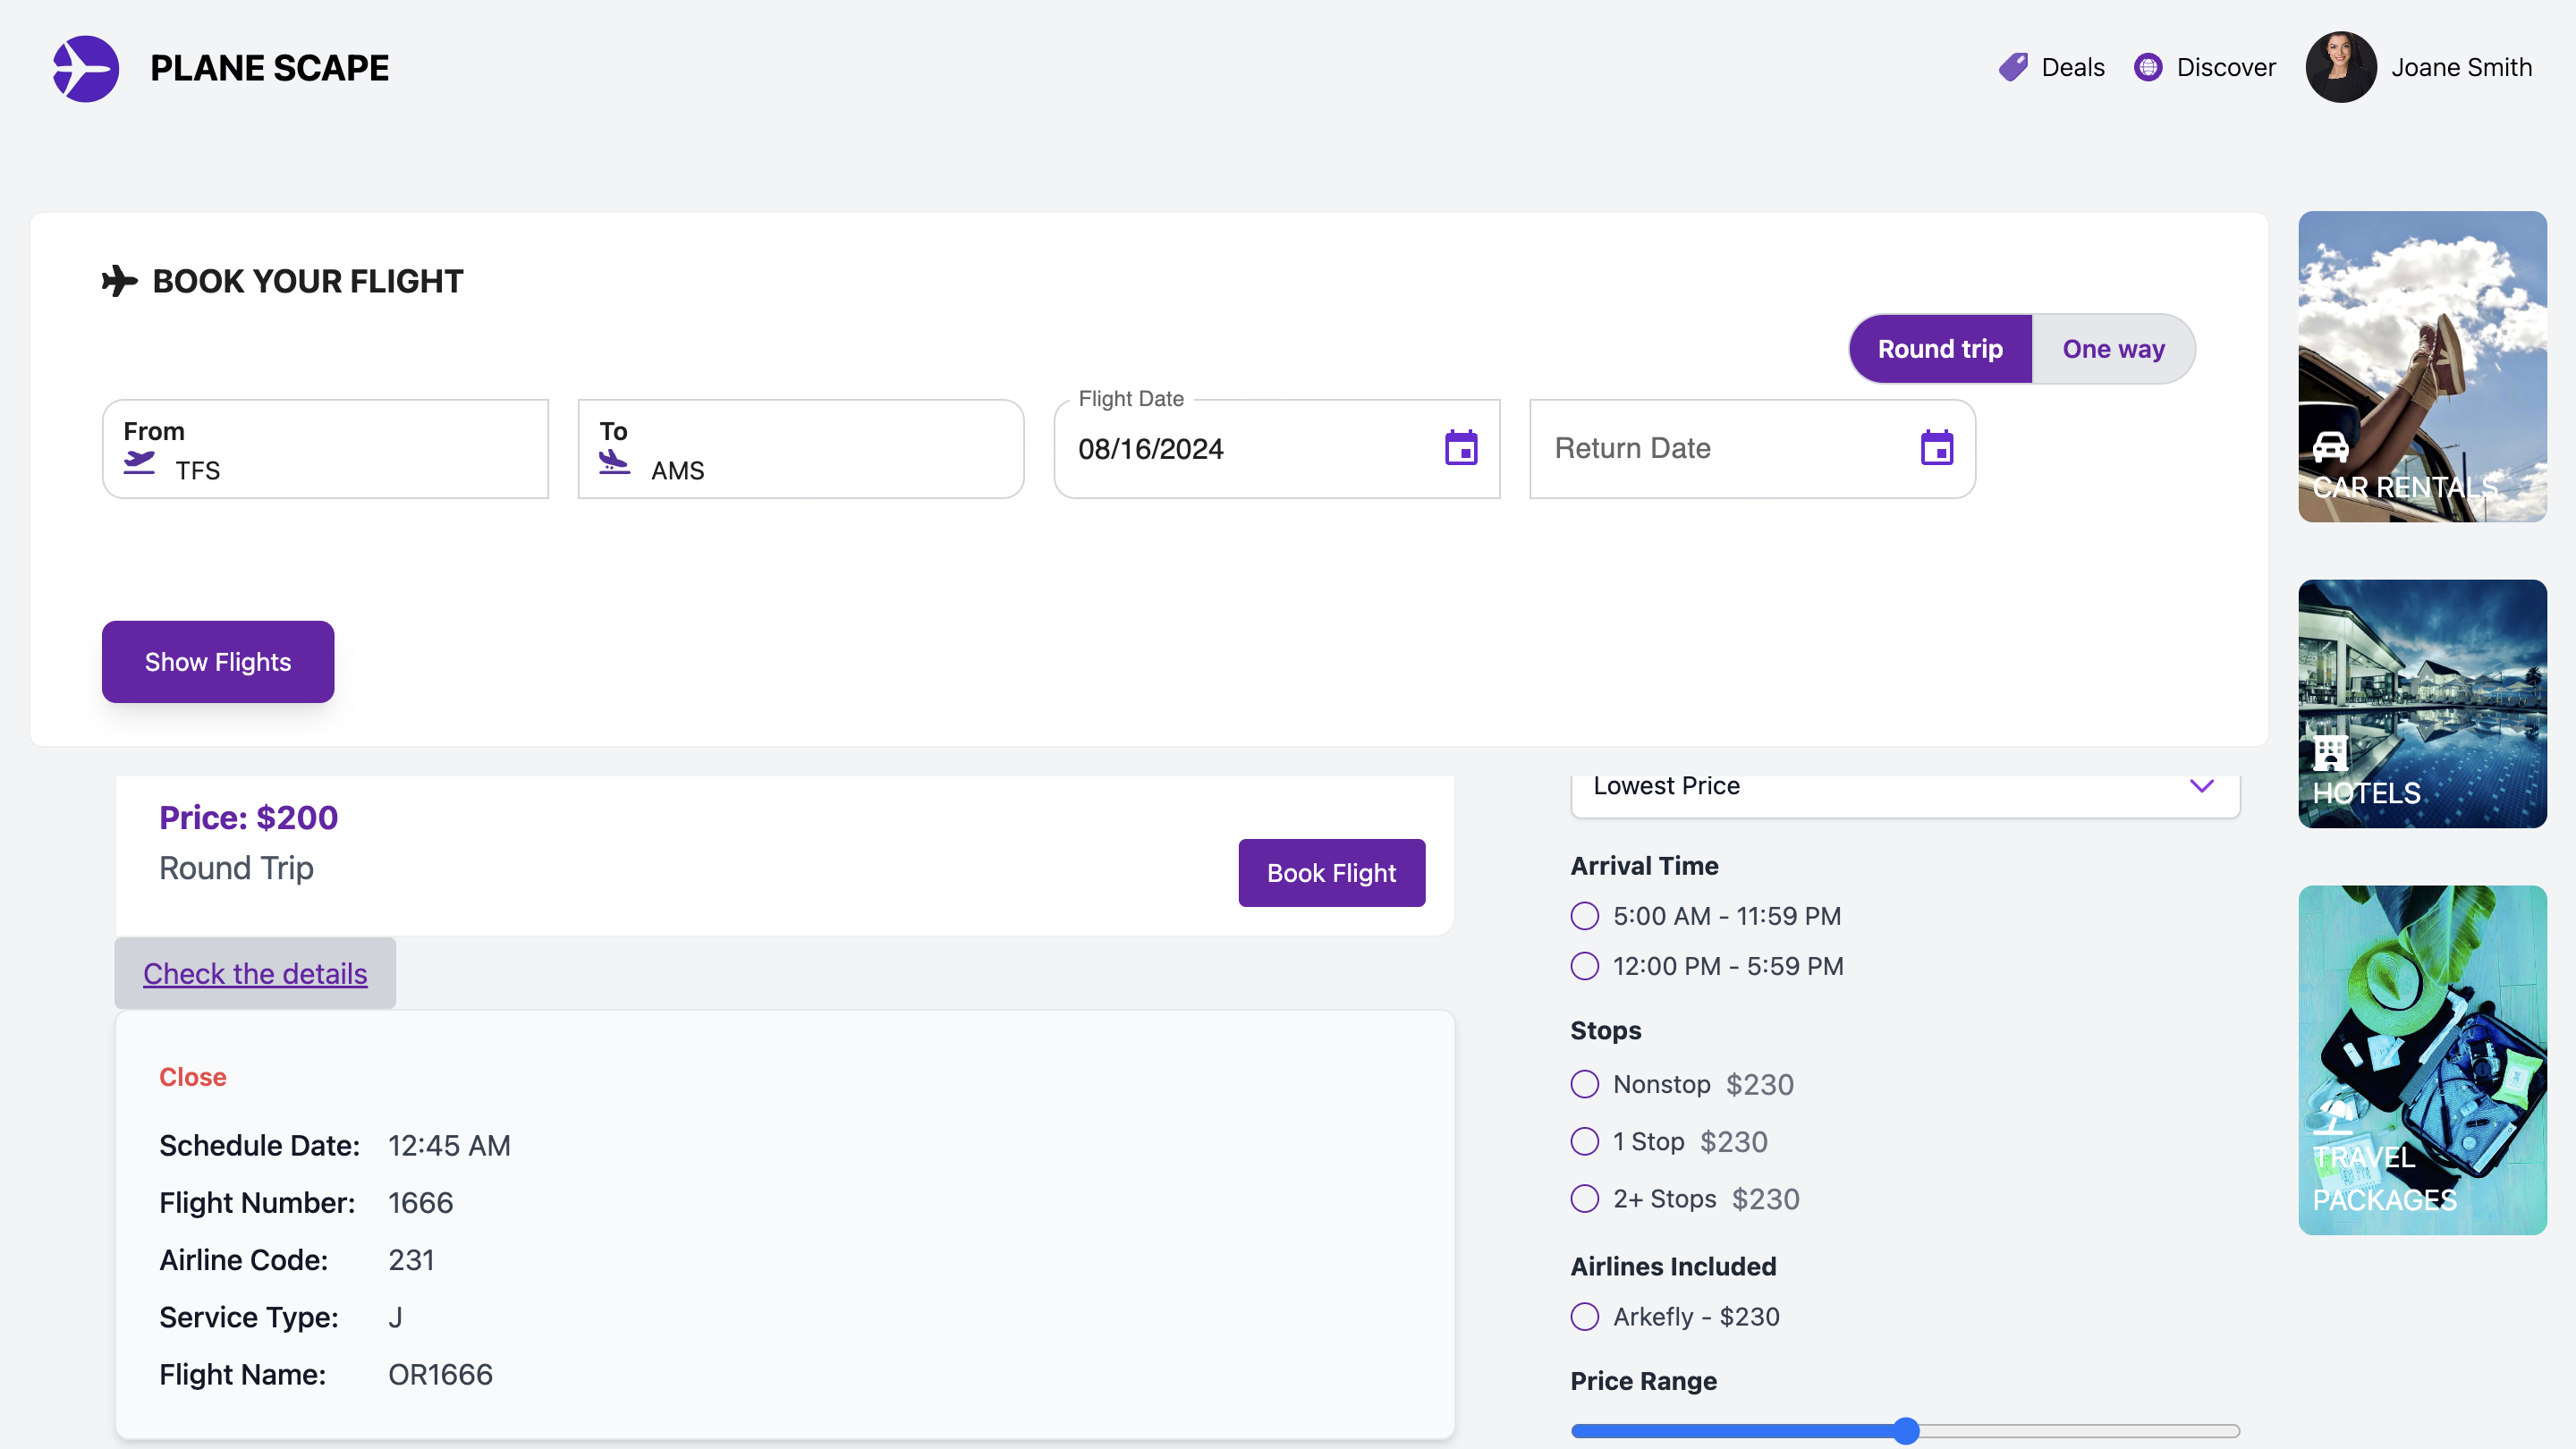 PLANE SCAPE
Deals
Discover
Joane Smith
BOOK YOUR FLIGHT
Round trip
One way
From
TFS
To
AMS
Flight Date
08/16/2024
Return Date
Show Flights
CAR RENTALS
HOTELS
TRAVEL
PACKAGES
Price: $200
Round Trip
Book Flight
Check the details
Close
Schedule Date: 12:45 AM
Flight Number: 1666
Airline Code: 231
Service Type: J
Flight Name: OR1666
Lowest Price
Arrival Time
5:00 AM - 11:59 PM
12:00 PM - 5:59 PM
Stops
Nonstop $230
1 Stop $230
2+ Stops $230
Airlines Included
Arkefly - $230
Price Range